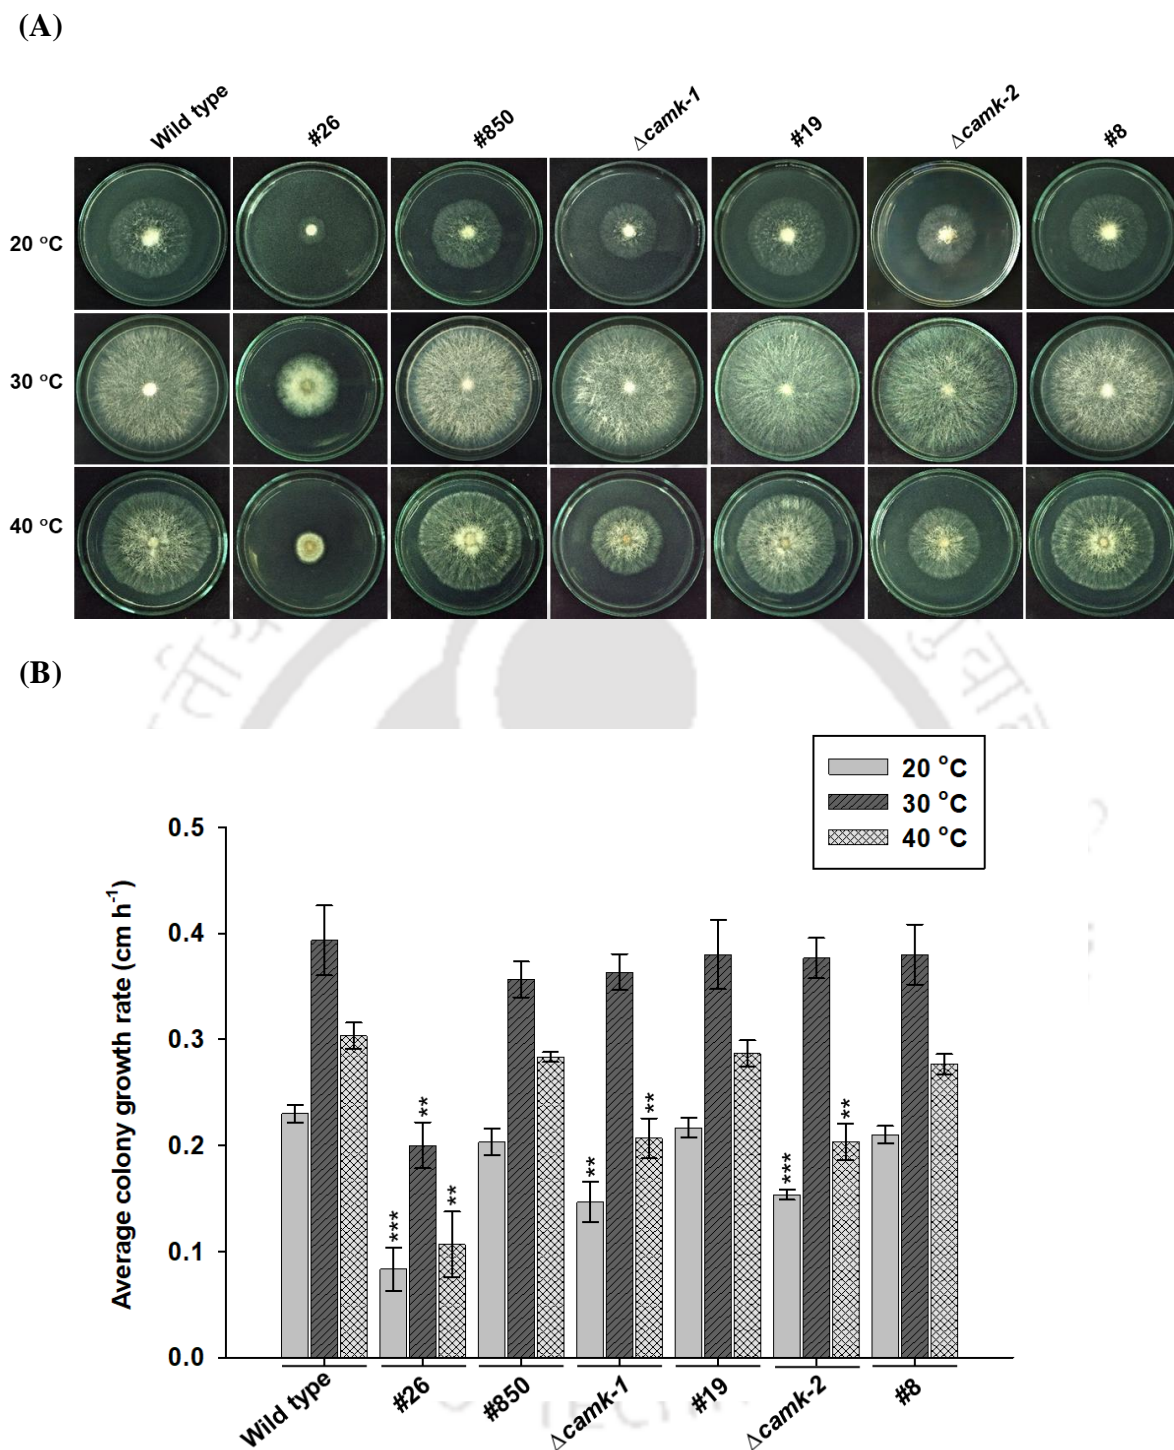 (A)
Wild type #26 #850 Δcamk-1 #19 Δcamk-2 #8
20 °C
30 °C
40 °C
(B)
20 °C
30 °C
40 °C
Average colony growth rate (cm h-1)
0.5
0.4
0.3
0.2
0.1
0.0
*** ** ** ** ** *** **
Wild type #26 #850 Δcamk-1 #19 Δcamk-2 #8